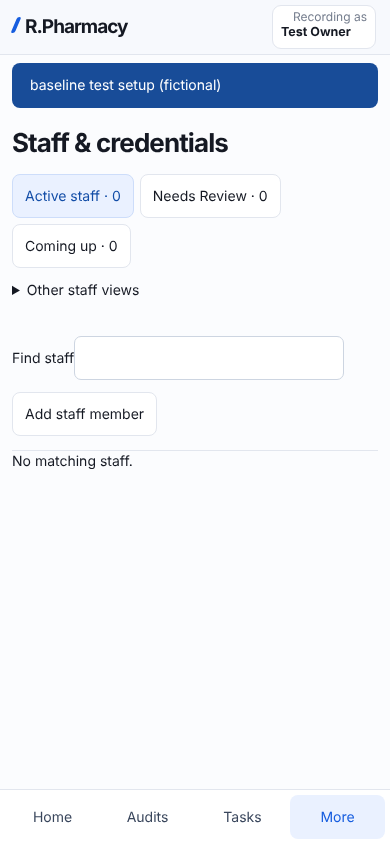 R.Pharmacy
Recording as
Test Owner
baseline test setup (fictional)
Staff & credentials
Active staff · 0
Needs Review · 0
Coming up · 0
Other staff views
Find staff
Add staff member
No matching staff.
Home
Audits
Tasks
More